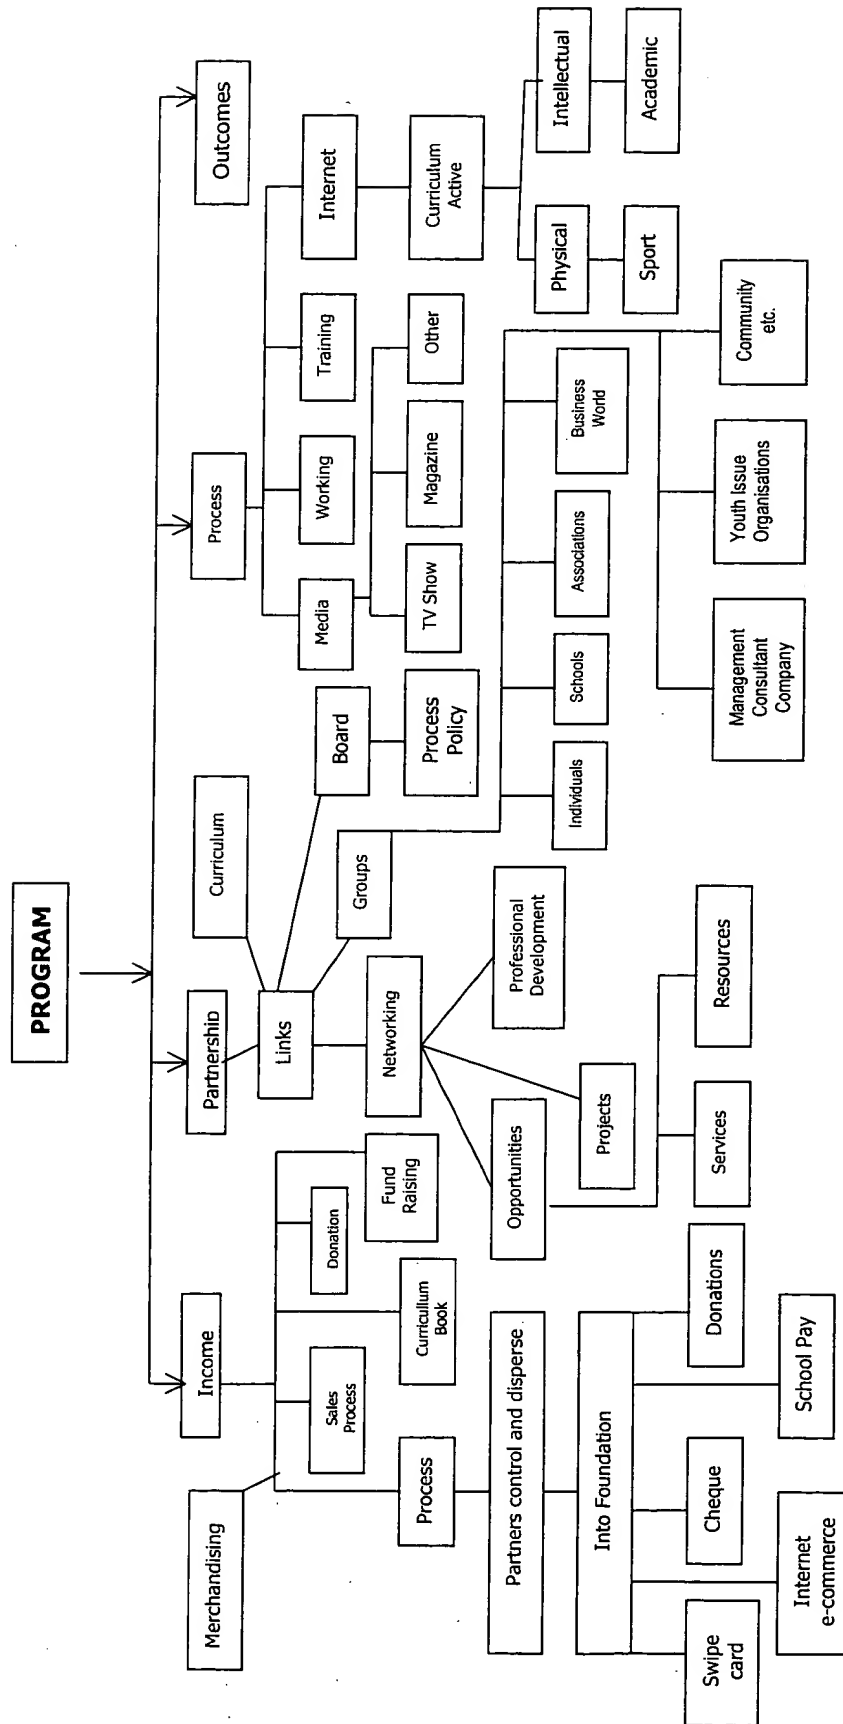 PROGRAM
Merchandising
Income
Partnership
Curriculum
Process
Outcomes
Sales
Process
Donation
Fund
Raising
Curricullum
Book
Process
Partners control and disperse
Into Foundation
Swipe
card
Internet
e-commerce
Cheque
School Pay
Donations
Links
Networking
Groups
Board
Process
Policy
Opportunities
Projects
Professional
Development
Services
Resources
Individuals
Schools
Associations
Business
World
Management
Consultant
Company
Youth Issue
Organisations
Community
etc.
Media
Working
Training
Internet
TV Show
Magazine
Other
Curriculum
Active
Physical
Intellectual
Sport
Academic